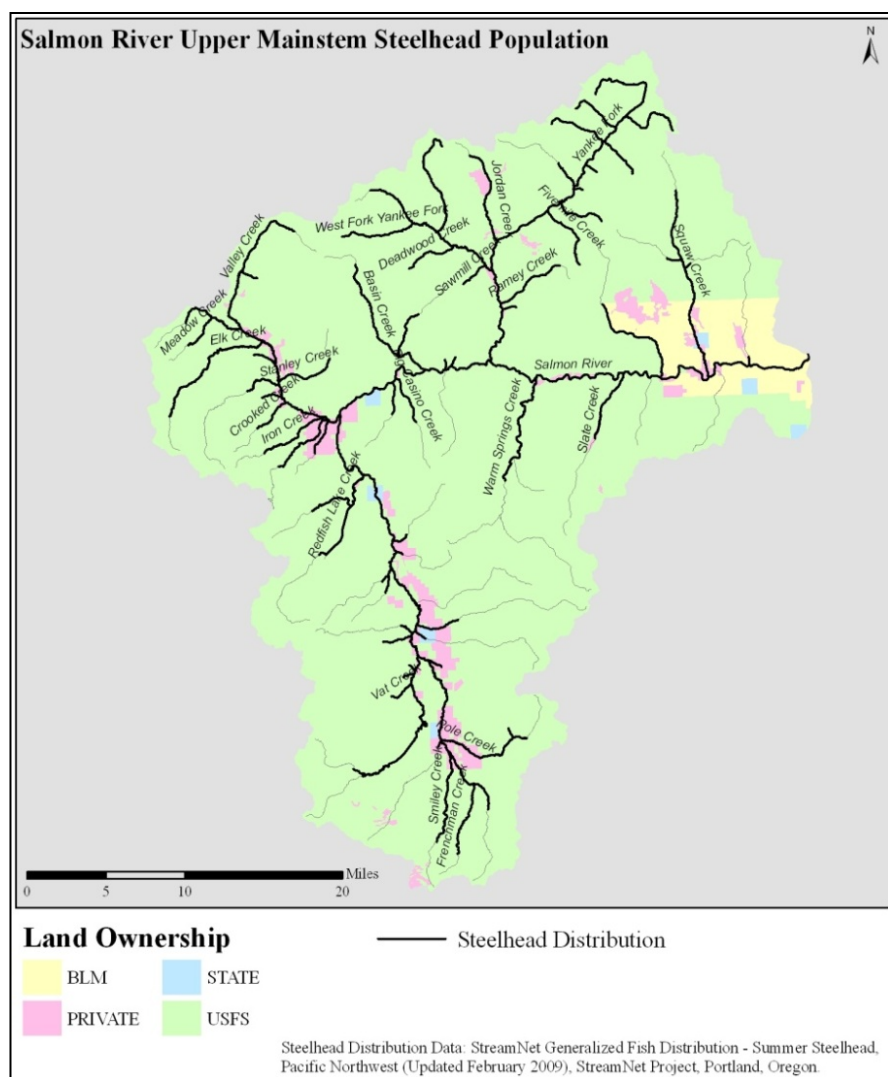 Salmon River Upper Mainstem Steelhead Population
N
Yankee Fork
Jordan Creek
West Fork Yankee Fork
Fivemile Creek
Deadwood Creek
Squaw Creek
Valley Creek
Sawmill Creek
Ramey Creek
Basin Creek
Meadow Creek
Elk Creek
Stanley Creek
Salmon River
Casino Creek
Crooked Creek
Slate Creek
Iron Creek
Warm Springs Creek
Redfish Lake Creek
Vat Creek
Pole Creek
Smiley Creek
Frenchman Creek
Miles
0 5 10 20
Land Ownership
Steelhead Distribution
BLM
STATE
PRIVATE
USFS
Steelhead Distribution Data: StreamNet Generalized Fish Distribution - Summer Steelhead,
Pacific Northwest (Updated February 2009), StreamNet Project, Portland, Oregon.